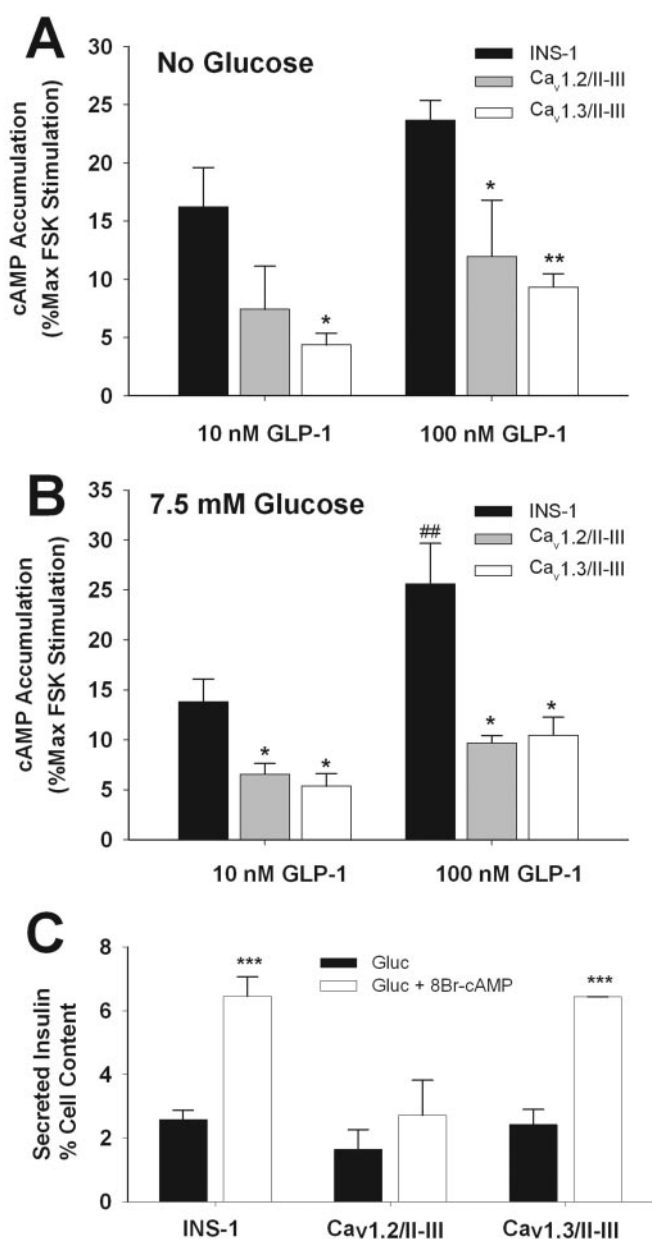 A
No Glucose
INS-1
Cav1.2/II-III
Cav1.3/II-III
cAMP Accumulation
(%Max FSK Stimulation)
30
25
20
15
10
5
0
*
*
**
10 nM GLP-1
100 nM GLP-1
B
7.5 mM Glucose
INS-1
Cav1.2/II-III
Cav1.3/II-III
cAMP Accumulation
(%Max FSK Stimulation)
35
30
25
20
15
10
5
0
*
*
##
*
*
10 nM GLP-1
100 nM GLP-1
C
Gluc
Gluc + 8Br-cAMP
Secreted Insulin
% Cell Content
8
6
4
2
0
***
***
INS-1
Cav1.2/II-III
Cav1.3/II-III